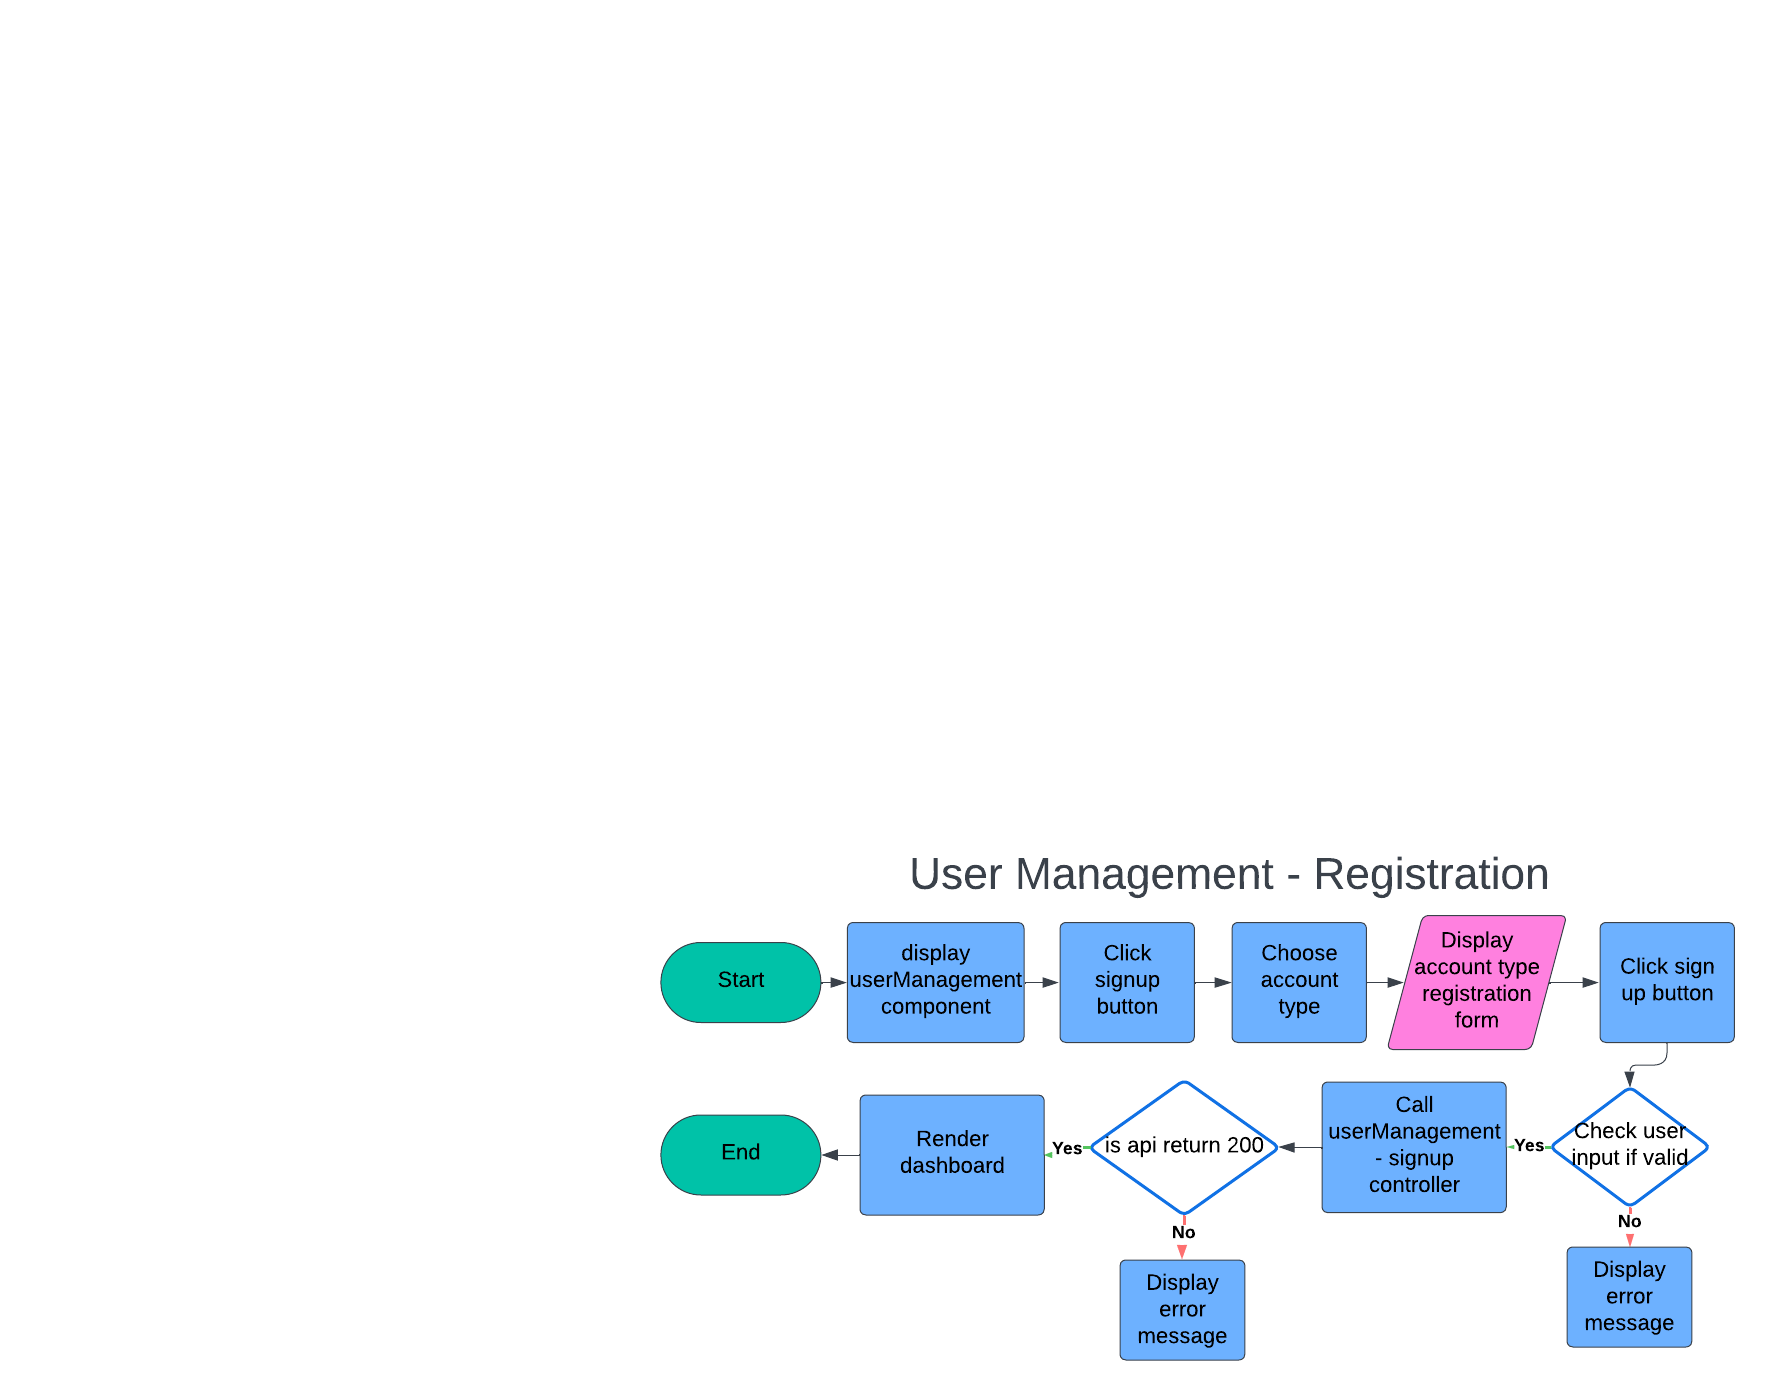 User Management - Registration
Start
display
userManagement
component
Click
signup
button
Choose
account
type
Display
account type
registration
form
Click sign
up button
End
Render
dashboard
Yes
is api return 200
Call
userManagement
- signup
controller
Yes
Check user
input if valid
No
Display
error
message
No
Display
error
message